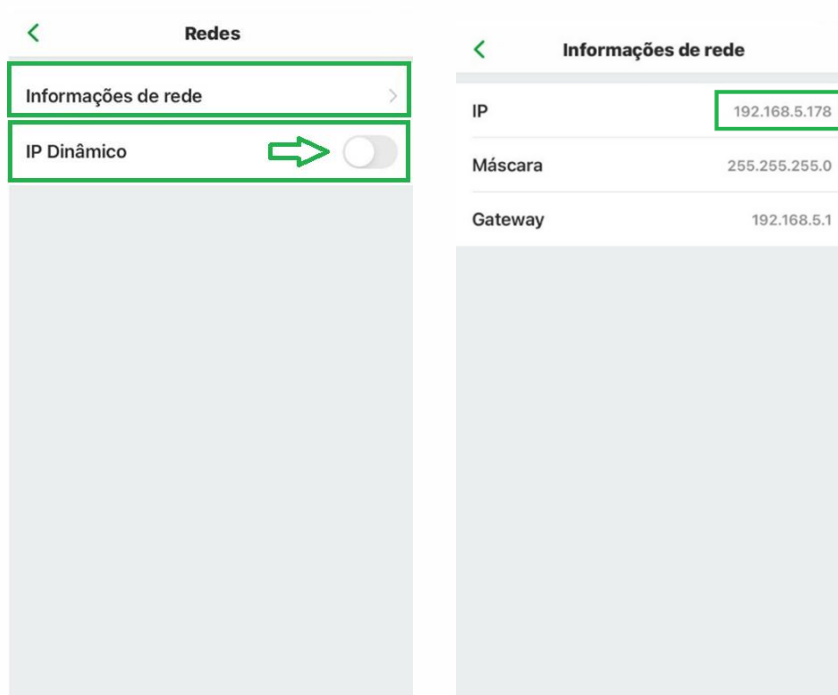 Redes
Informações de rede
IP Dinâmico
Informações de rede
IP 192.168.5.178
Máscara 255.255.255.0
Gateway 192.168.5.1